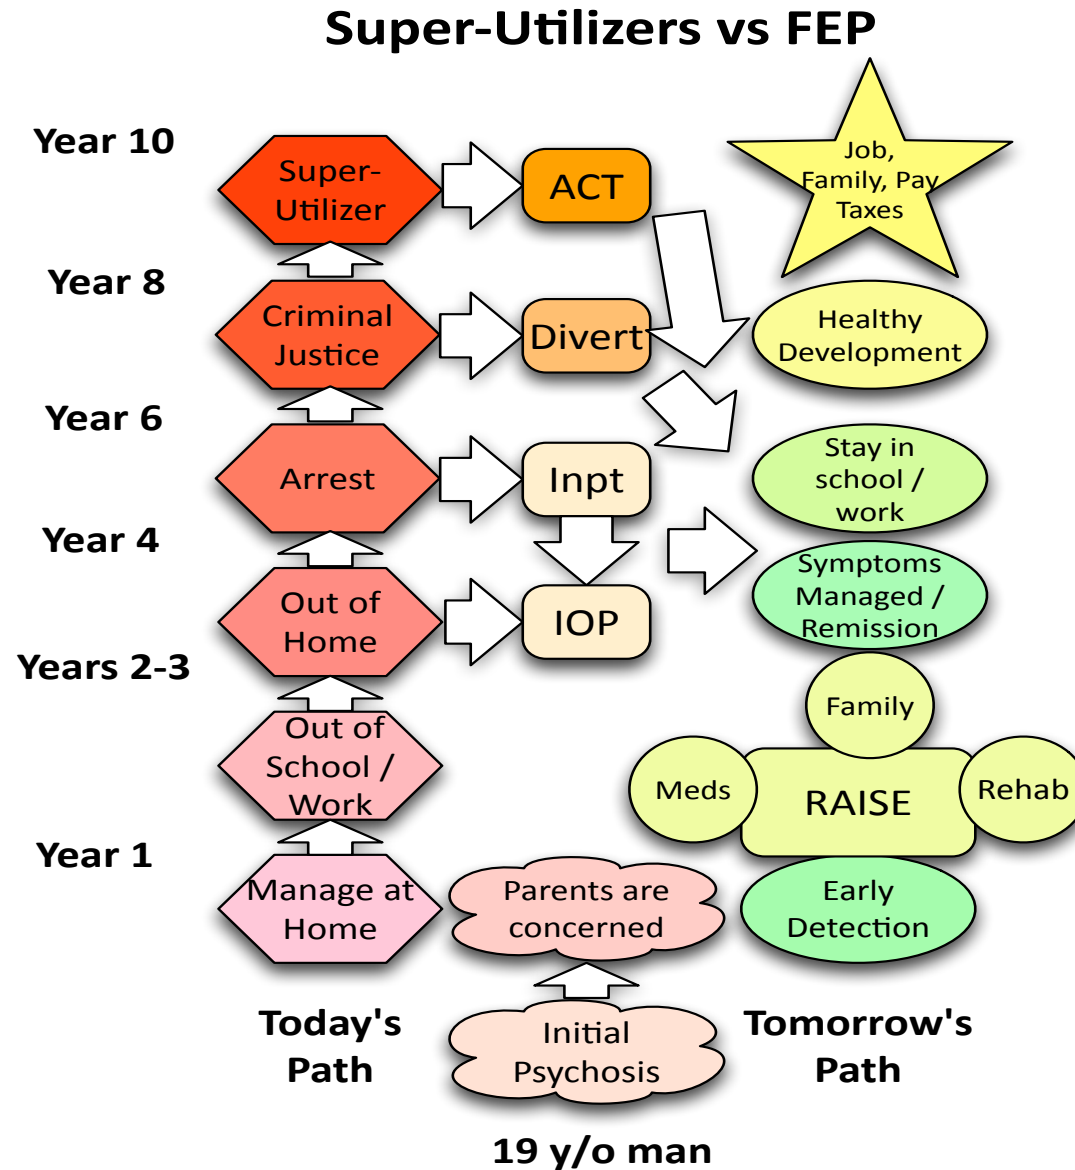 Super-Utilizers vs FEP
Year 10
Super-
Utilizer
ACT
Job,
Family, Pay
Taxes
Year 8
Criminal
Justice
Divert
Healthy
Development
Year 6
Arrest
Inpt
Stay in
school /
work
Year 4
Out of
Home
IOP
Symptoms
Managed /
Remission
Years 2-3
Out of
School /
Work
Family
Meds
RAISE
Rehab
Year 1
Manage at
Home
Parents are
concerned
Early
Detection
Today's
Path
Initial
Psychosis
Tomorrow's
Path
19 y/o man